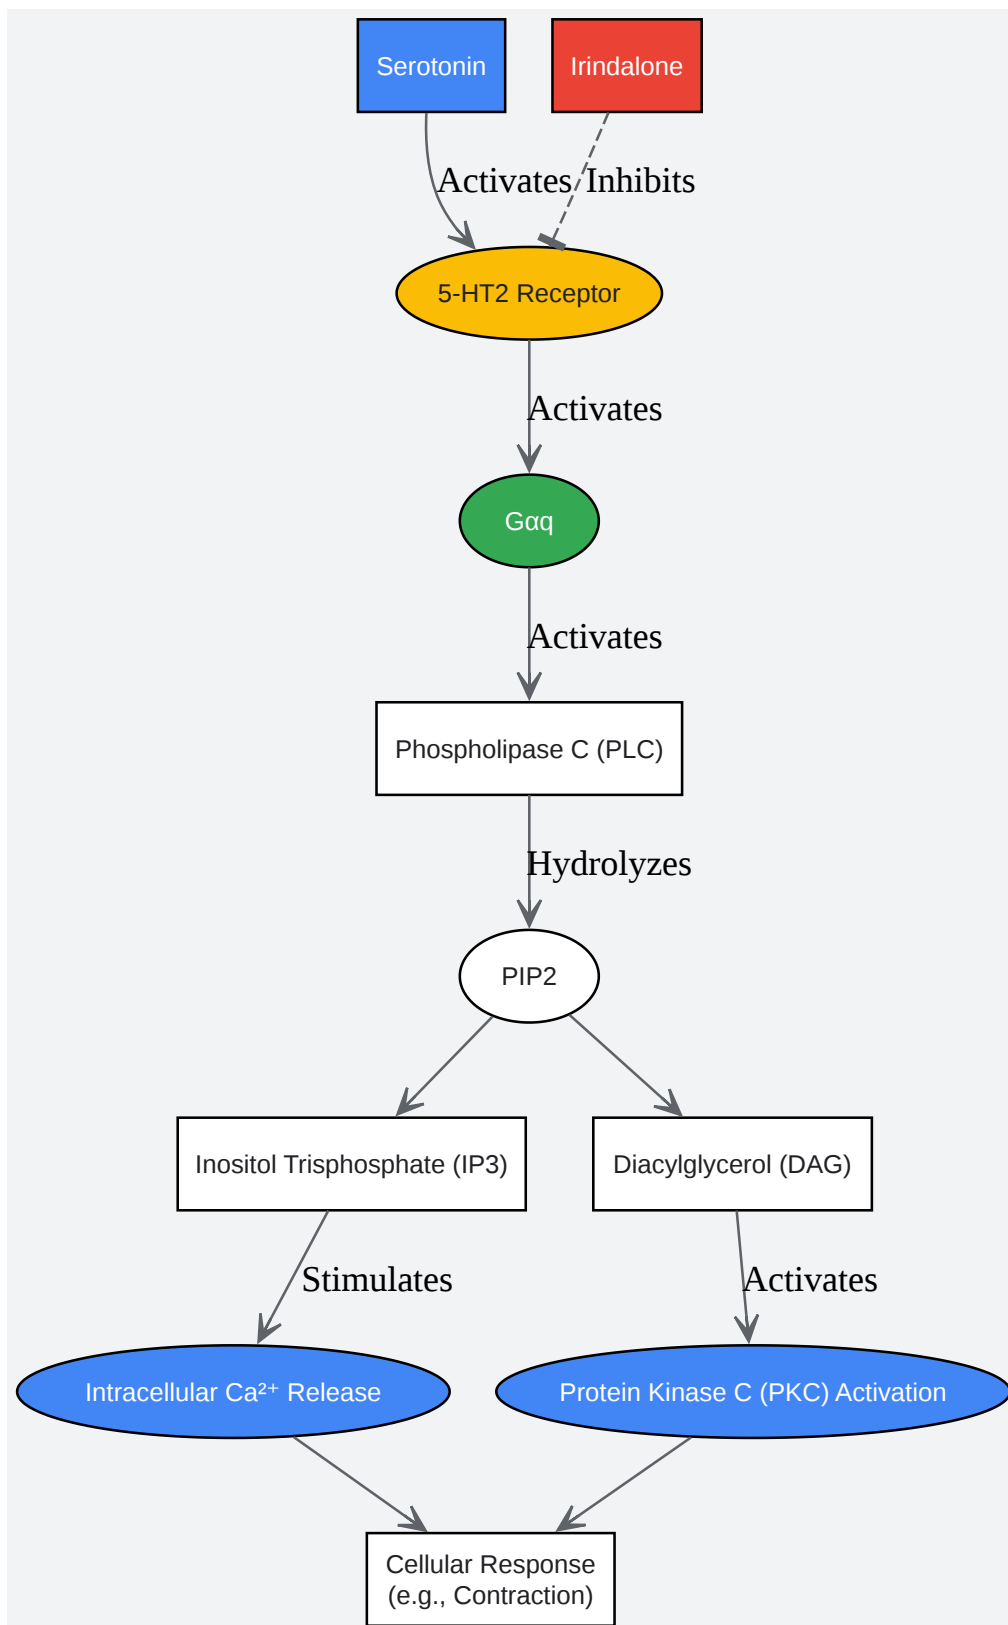 Serotonin
Irindalone
Activates
Inhibits
5-HT2 Receptor
Activates
Gαq
Activates
Phospholipase C (PLC)
Hydrolyzes
PIP2
Inositol Trisphosphate (IP3)
Diacylglycerol (DAG)
Stimulates
Activates
Intracellular Ca²⁺ Release
Protein Kinase C (PKC) Activation
Cellular Response
(e.g., Contraction)